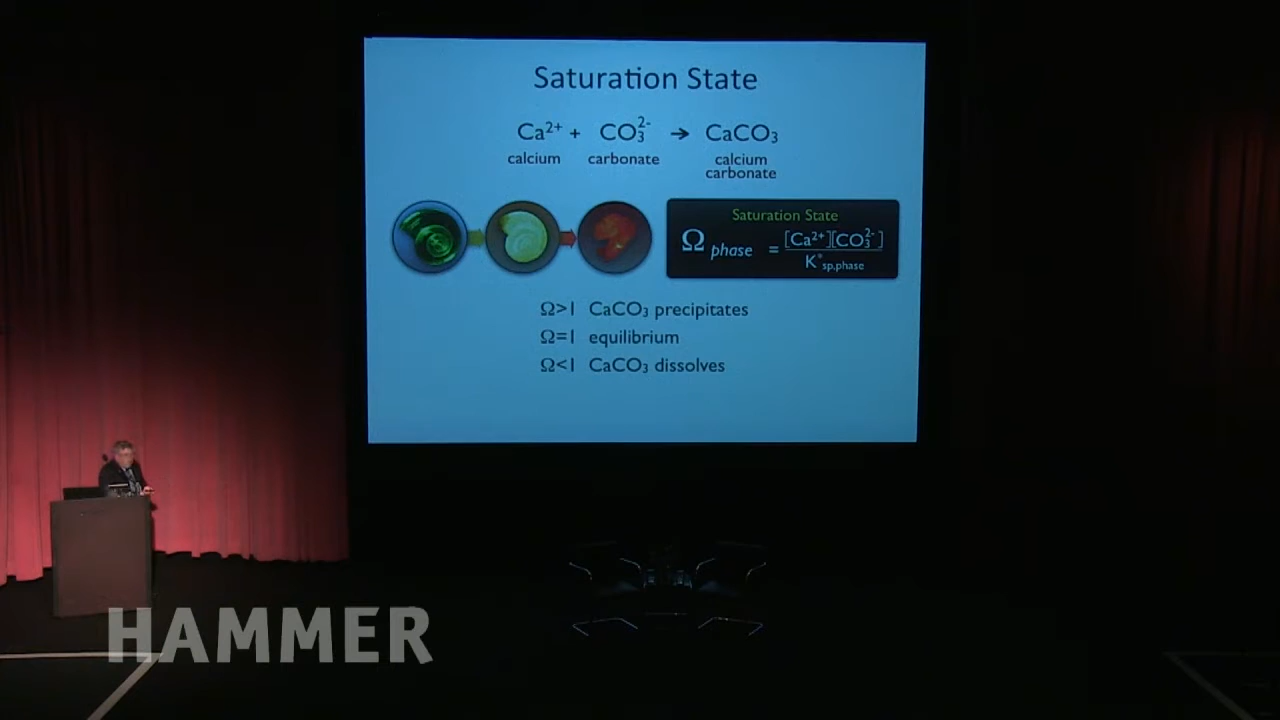 Saturation State
Ca²⁺ + CO₃²⁻ → CaCO₃
calcium carbonate calcium
carbonate
Saturation State
Ω phase = [Ca²⁺][CO₃²⁻]
K*sp,phase
Ω>1 CaCO₃ precipitates
Ω=1 equilibrium
Ω<1 CaCO₃ dissolves
HAMMER